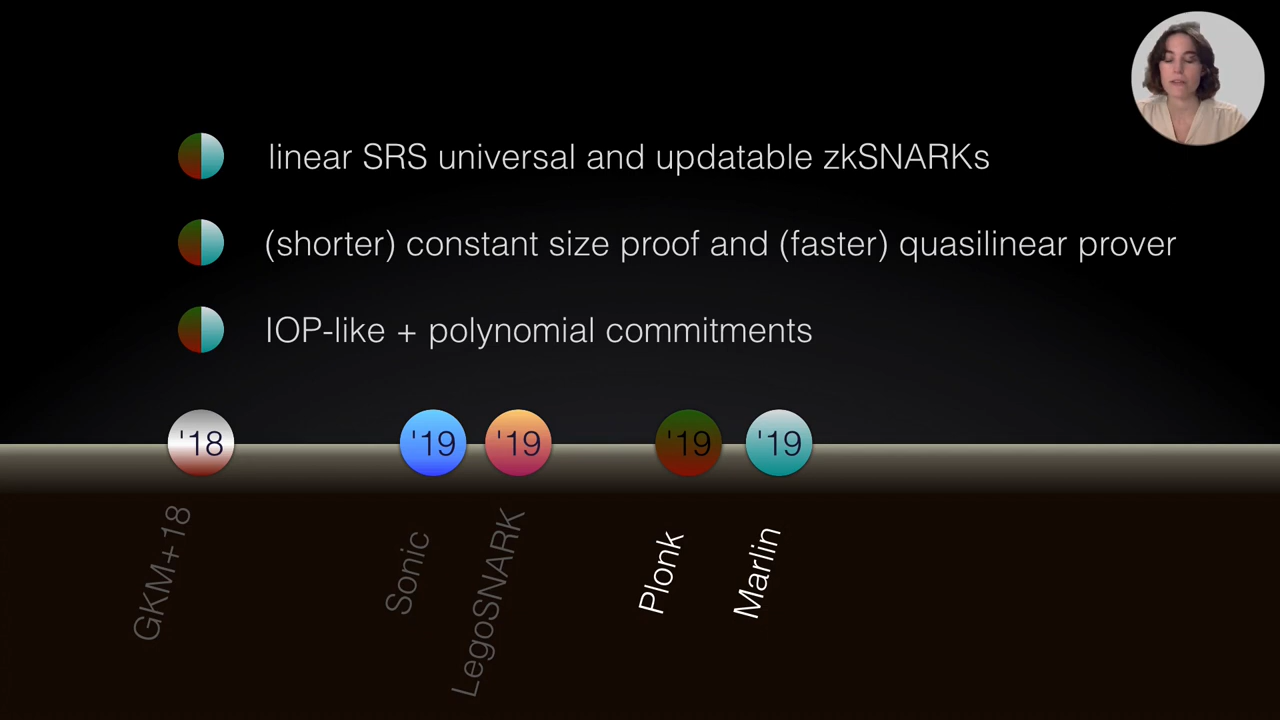 linear SRS universal and updatable zkSNARKs
(shorter) constant size proof and (faster) quasilinear prover
IOP-like + polynomial commitments
'18
'19
'19
'19
'19
GKM+18
Sonic
LegoSNARK
Plonk
Marlin